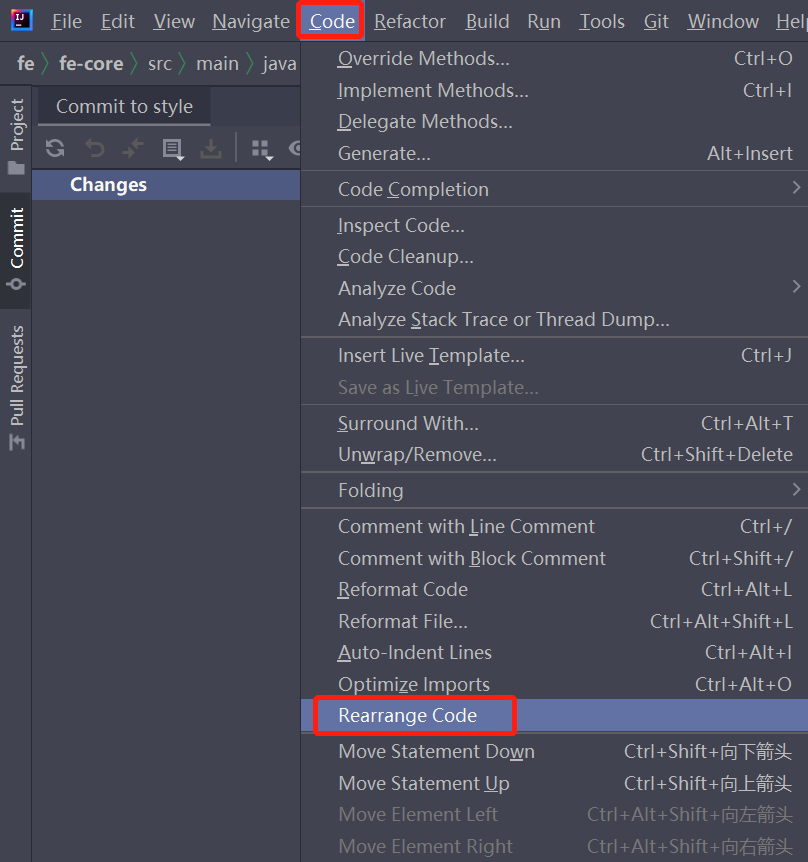 IJ File Edit View Navigate Code Refactor Build Run Tools Git Window Help
fe fe-core src main java
Commit to style
Changes
Project
Commit
Pull Requests
Override Methods... Ctrl+O
Implement Methods... Ctrl+I
Delegate Methods...
Generate... Alt+Insert
Code Completion
Inspect Code...
Code Cleanup...
Analyze Code
Analyze Stack Trace or Thread Dump...
Insert Live Template... Ctrl+J
Save as Live Template...
Surround With... Ctrl+Alt+T
Unwrap/Remove... Ctrl+Shift+Delete
Folding
Comment with Line Comment Ctrl+/
Comment with Block Comment Ctrl+Shift+/
Reformat Code Ctrl+Alt+L
Reformat File... Ctrl+Alt+Shift+L
Auto-Indent Lines Ctrl+Alt+I
Optimize Imports Ctrl+Alt+O
Rearrange Code
Move Statement Down Ctrl+Shift+向下箭头
Move Statement Up Ctrl+Shift+向上箭头
Move Element Left Ctrl+Alt+Shift+向左箭头
Move Element Right Ctrl+Alt+Shift+向右箭头